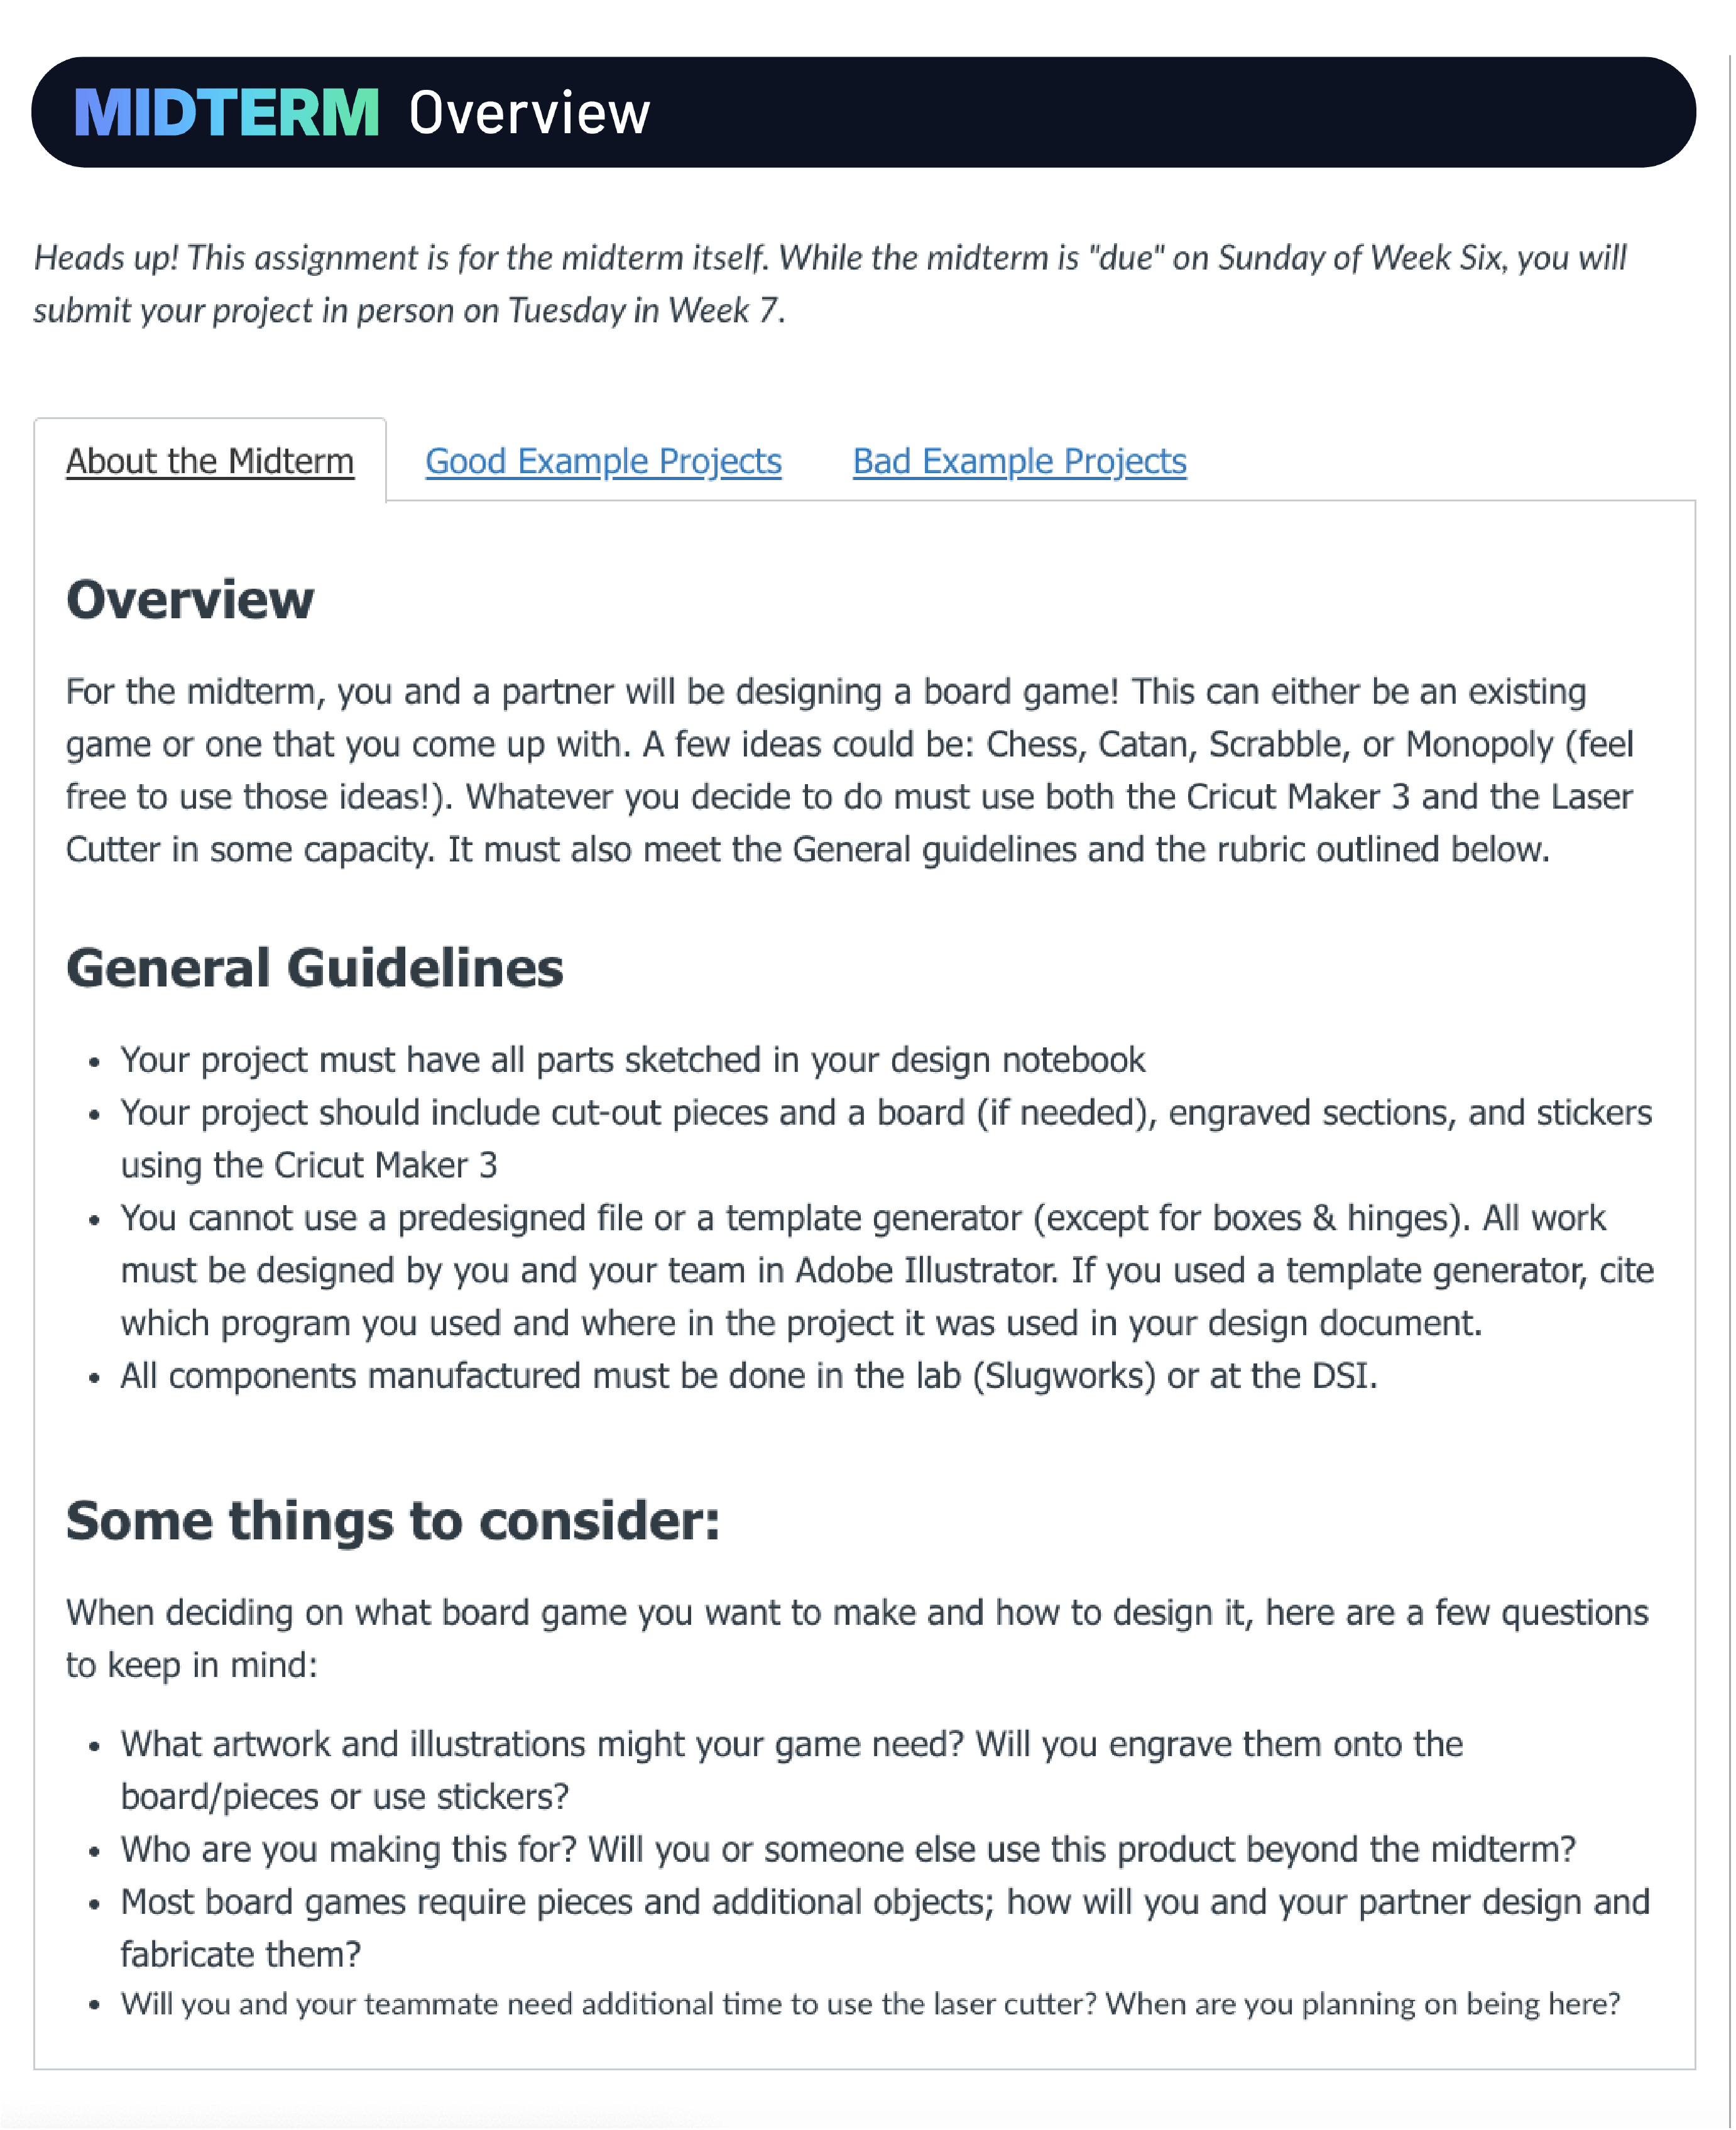 MIDTERM Overview
Heads up! This assignment is for the midterm itself. While the midterm is "due" on Sunday of Week Six, you will
submit your project in person on Tuesday in Week 7.
About the Midterm Good Example Projects Bad Example Projects
Overview
For the midterm, you and a partner will be designing a board game! This can either be an existing
game or one that you come up with. A few ideas could be: Chess, Catan, Scrabble, or Monopoly (feel
free to use those ideas!). Whatever you decide to do must use both the Cricut Maker 3 and the Laser
Cutter in some capacity. It must also meet the General guidelines and the rubric outlined below.
General Guidelines
• Your project must have all parts sketched in your design notebook
• Your project should include cut-out pieces and a board (if needed), engraved sections, and stickers
using the Cricut Maker 3
• You cannot use a predesigned file or a template generator (except for boxes & hinges). All work
must be designed by you and your team in Adobe Illustrator. If you used a template generator, cite
which program you used and where in the project it was used in your design document.
• All components manufactured must be done in the lab (Slugworks) or at the DSI.
Some things to consider:
When deciding on what board game you want to make and how to design it, here are a few questions
to keep in mind:
• What artwork and illustrations might your game need? Will you engrave them onto the
board/pieces or use stickers?
• Who are you making this for? Will you or someone else use this product beyond the midterm?
• Most board games require pieces and additional objects; how will you and your partner design and
fabricate them?
• Will you and your teammate need additional time to use the laser cutter? When are you planning on being here?